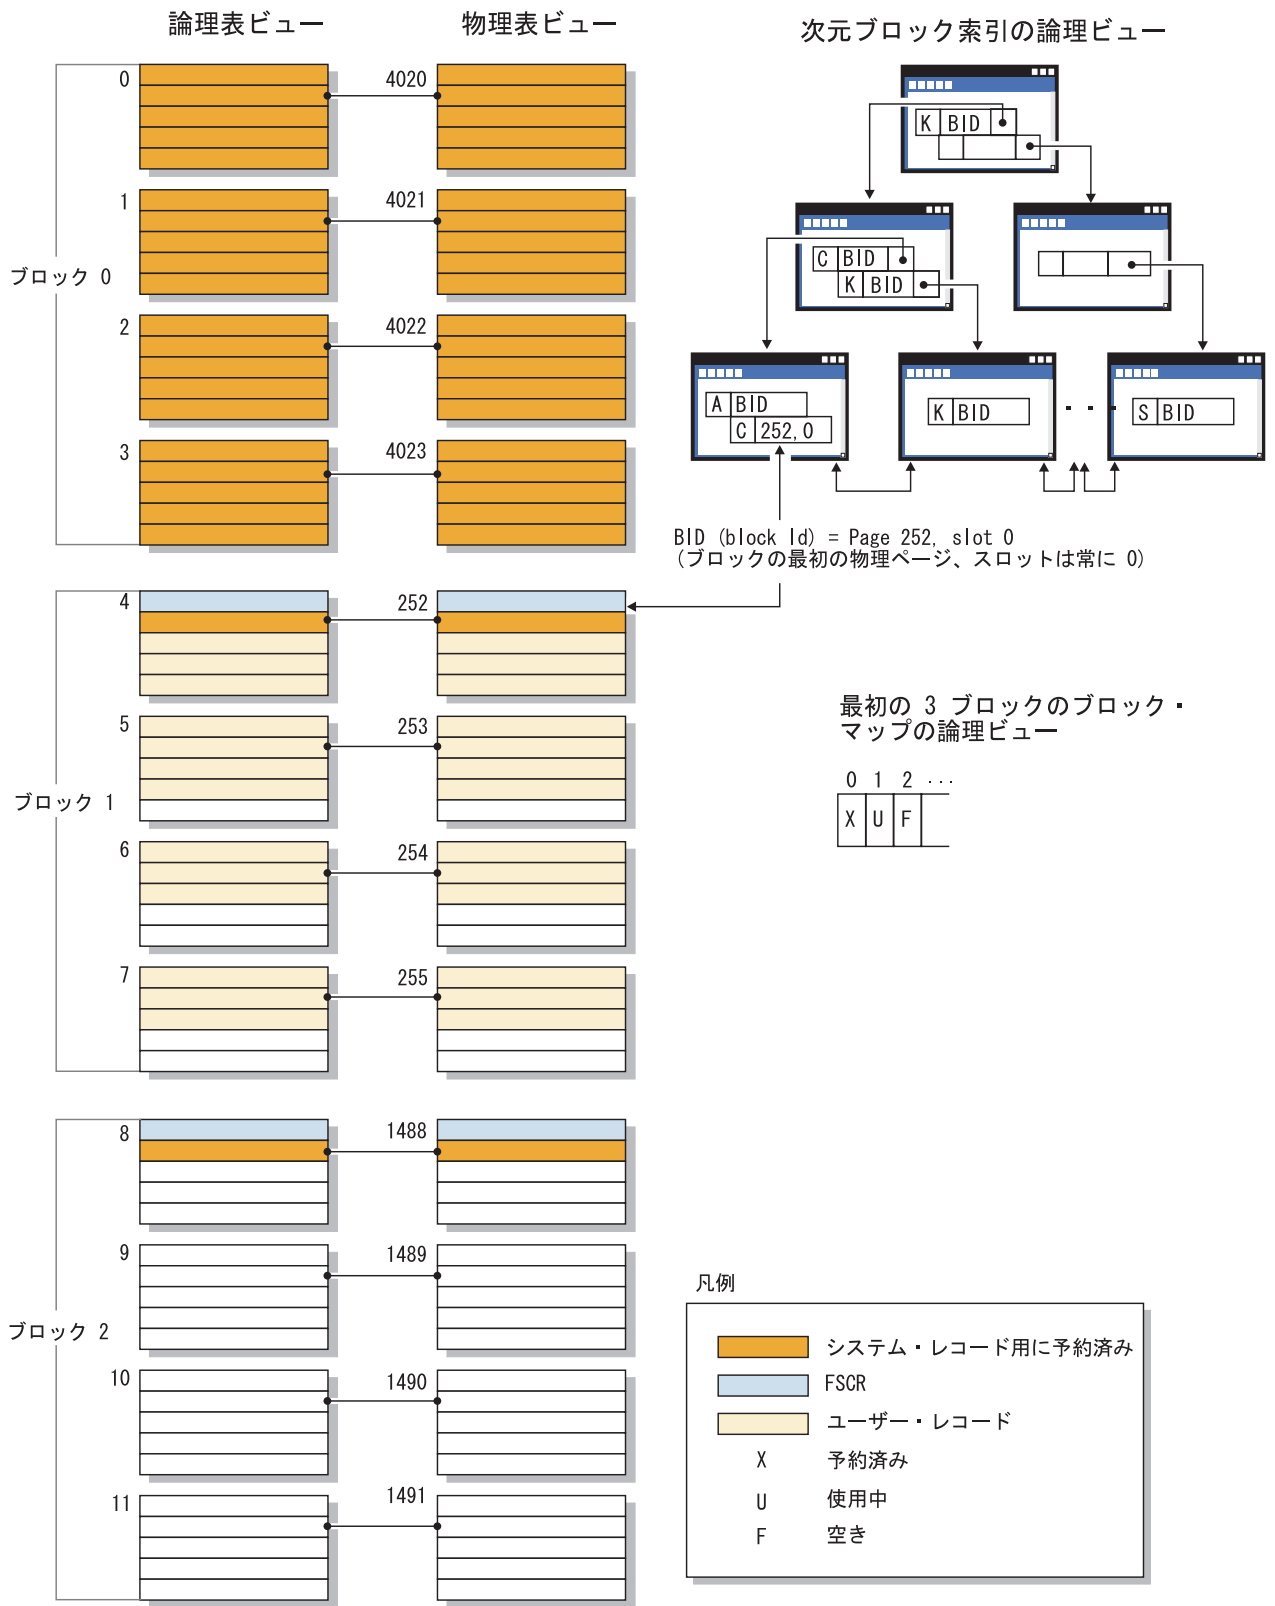 論理表ビュー
物理表ビュー
次元ブロック索引の論理ビュー
0
4020
1
4021
ブロック 0
2
4022
3
4023
K BID
C BID
K BID
A BID
C 252,0
K BID
・・・
S BID
BID (block Id) = Page 252, slot 0
(ブロックの最初の物理ページ、スロットは常に 0)
4
252
5
253
ブロック 1
6
254
7
255
最初の 3 ブロックのブロック・
マップの論理ビュー
0 1 2 ...
X U F
8
1488
9
1489
ブロック 2
10
1490
11
1491
凡例
システム・レコード用に予約済み
FSCR
ユーザー・レコード
X 予約済み
U 使用中
F 空き